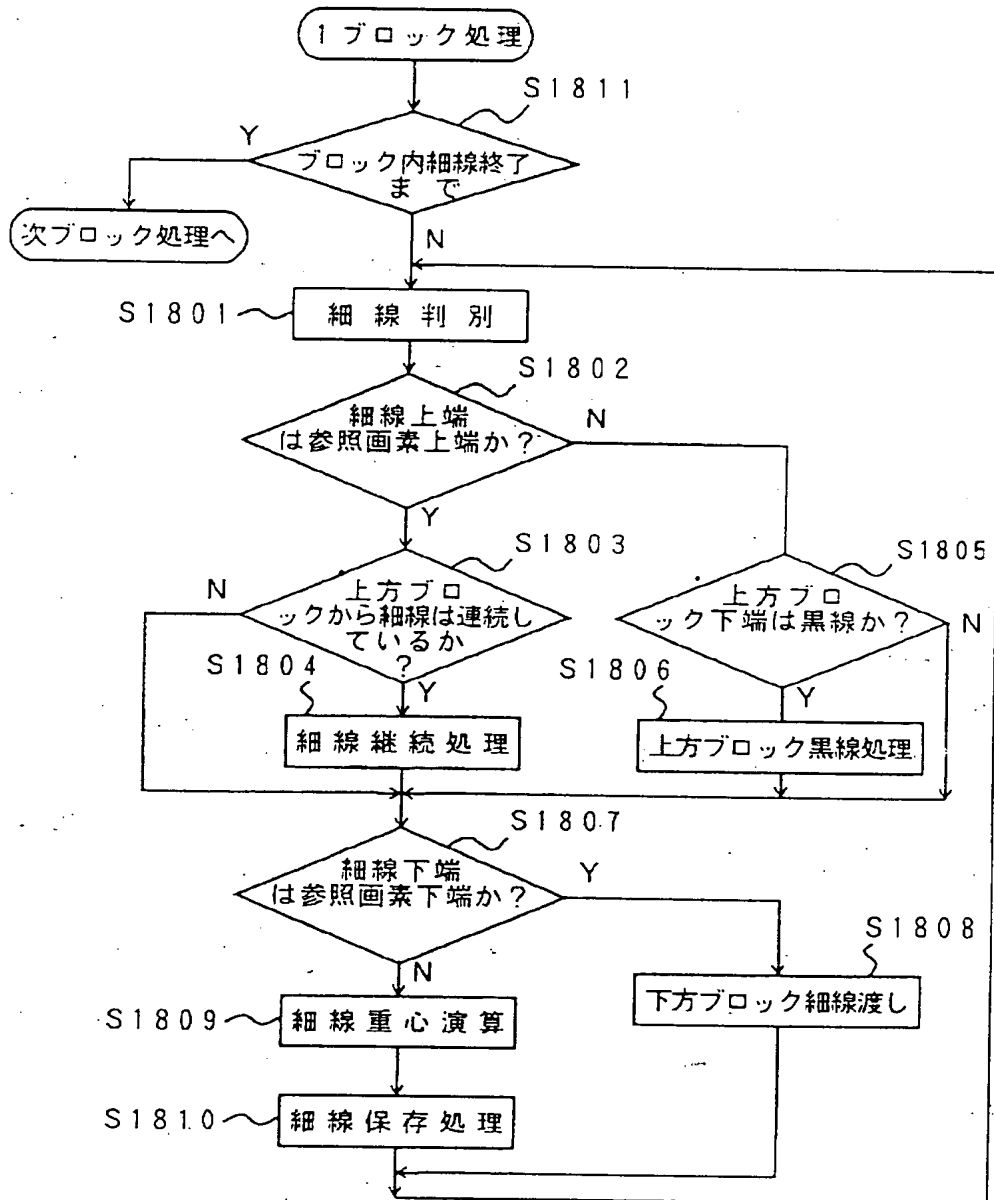 1ブロック処理
S1811
Y
ブロック内細線終了
まで
次ブロック処理へ
N
S1801
細線判別
S1802
細線上端
は参照画素上端か?
N
Y
S1803
S1805
N
上方ブロ
ックから細線は連続し
ているか
?
上方ブロ
ック下端は黒線か?
N
S1804
Y
S1806
Y
細線継続処理
上方ブロック黒線処理
S1807
細線下端
は参照画素下端か?
Y
S1808
N
下方ブロック細線渡し
S1809
細線重心演算
S1810
細線保存処理